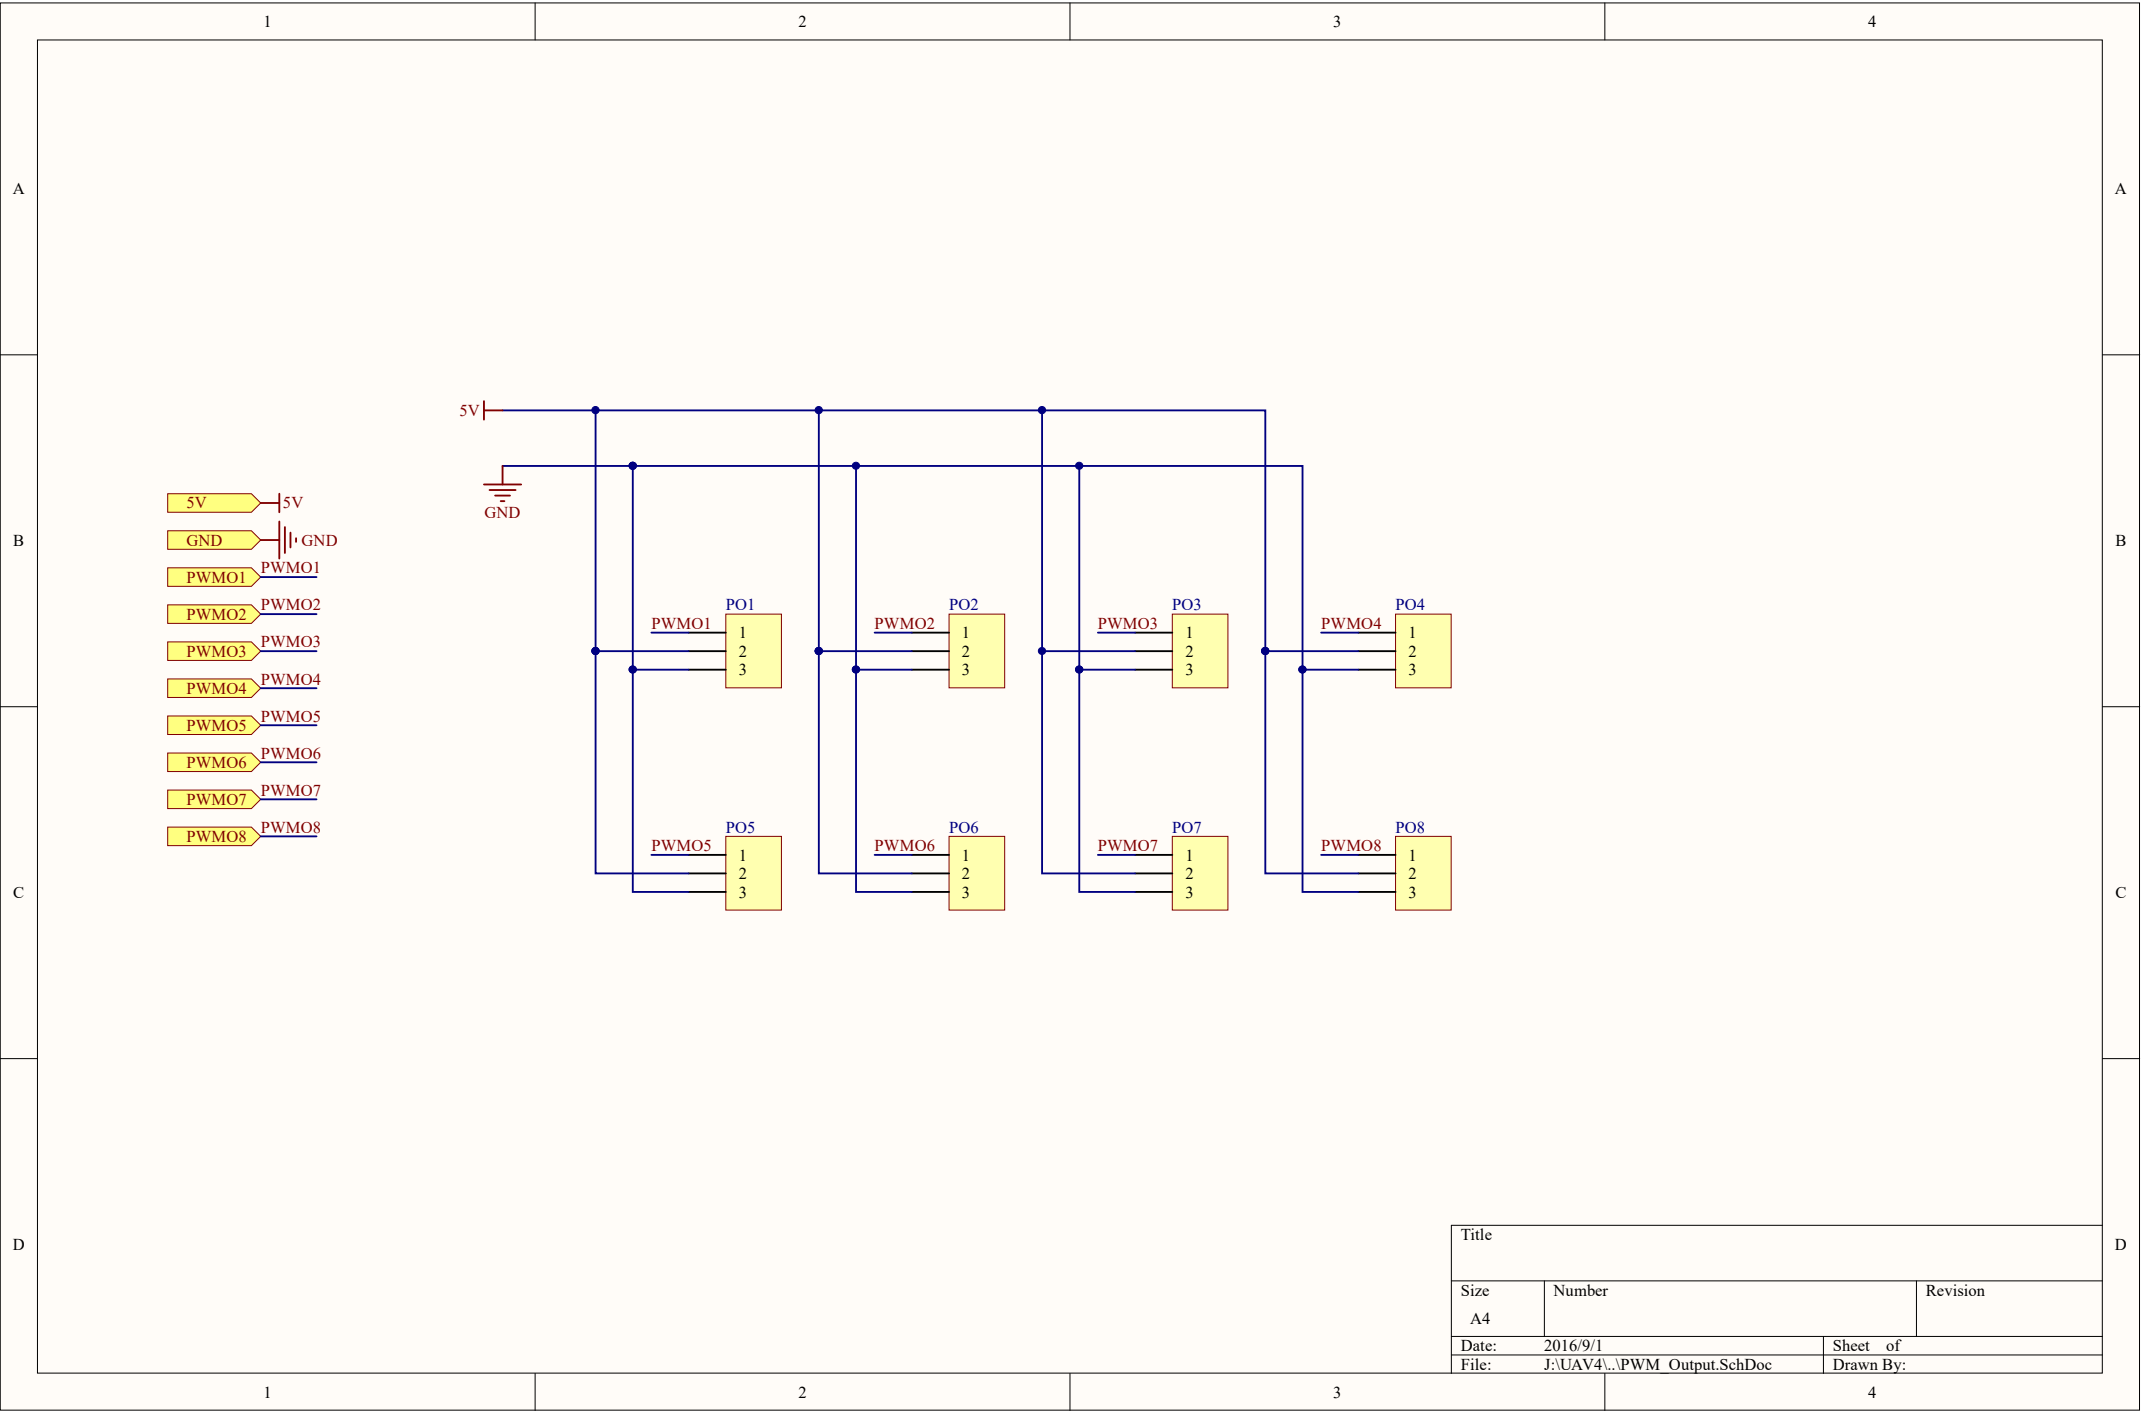 1 2 3 4
A A
5V
5V 5V
GND
GND GND
B B
PWMO1 PWMO1
PWMO2 PWMO2
PWMO3 PWMO3
PWMO4 PWMO4
PWMO5 PWMO5
PWMO6 PWMO6
PWMO7 PWMO7
PWMO8 PWMO8
PO1 PO2 PO3 PO4
PWMO1 1 PWMO2 1 PWMO3 1 PWMO4 1
2 2 2 2
3 3 3 3
PO5 PO6 PO7 PO8
PWMO5 1 PWMO6 1 PWMO7 1 PWMO8 1
2 2 2 2
3 3 3 3
C C
D D
Title
Size Number Revision
A4
Date: 2016/9/1 Sheet of
File: J:\UAV4\..\PWM_Output.SchDoc Drawn By:
1 2 3 4